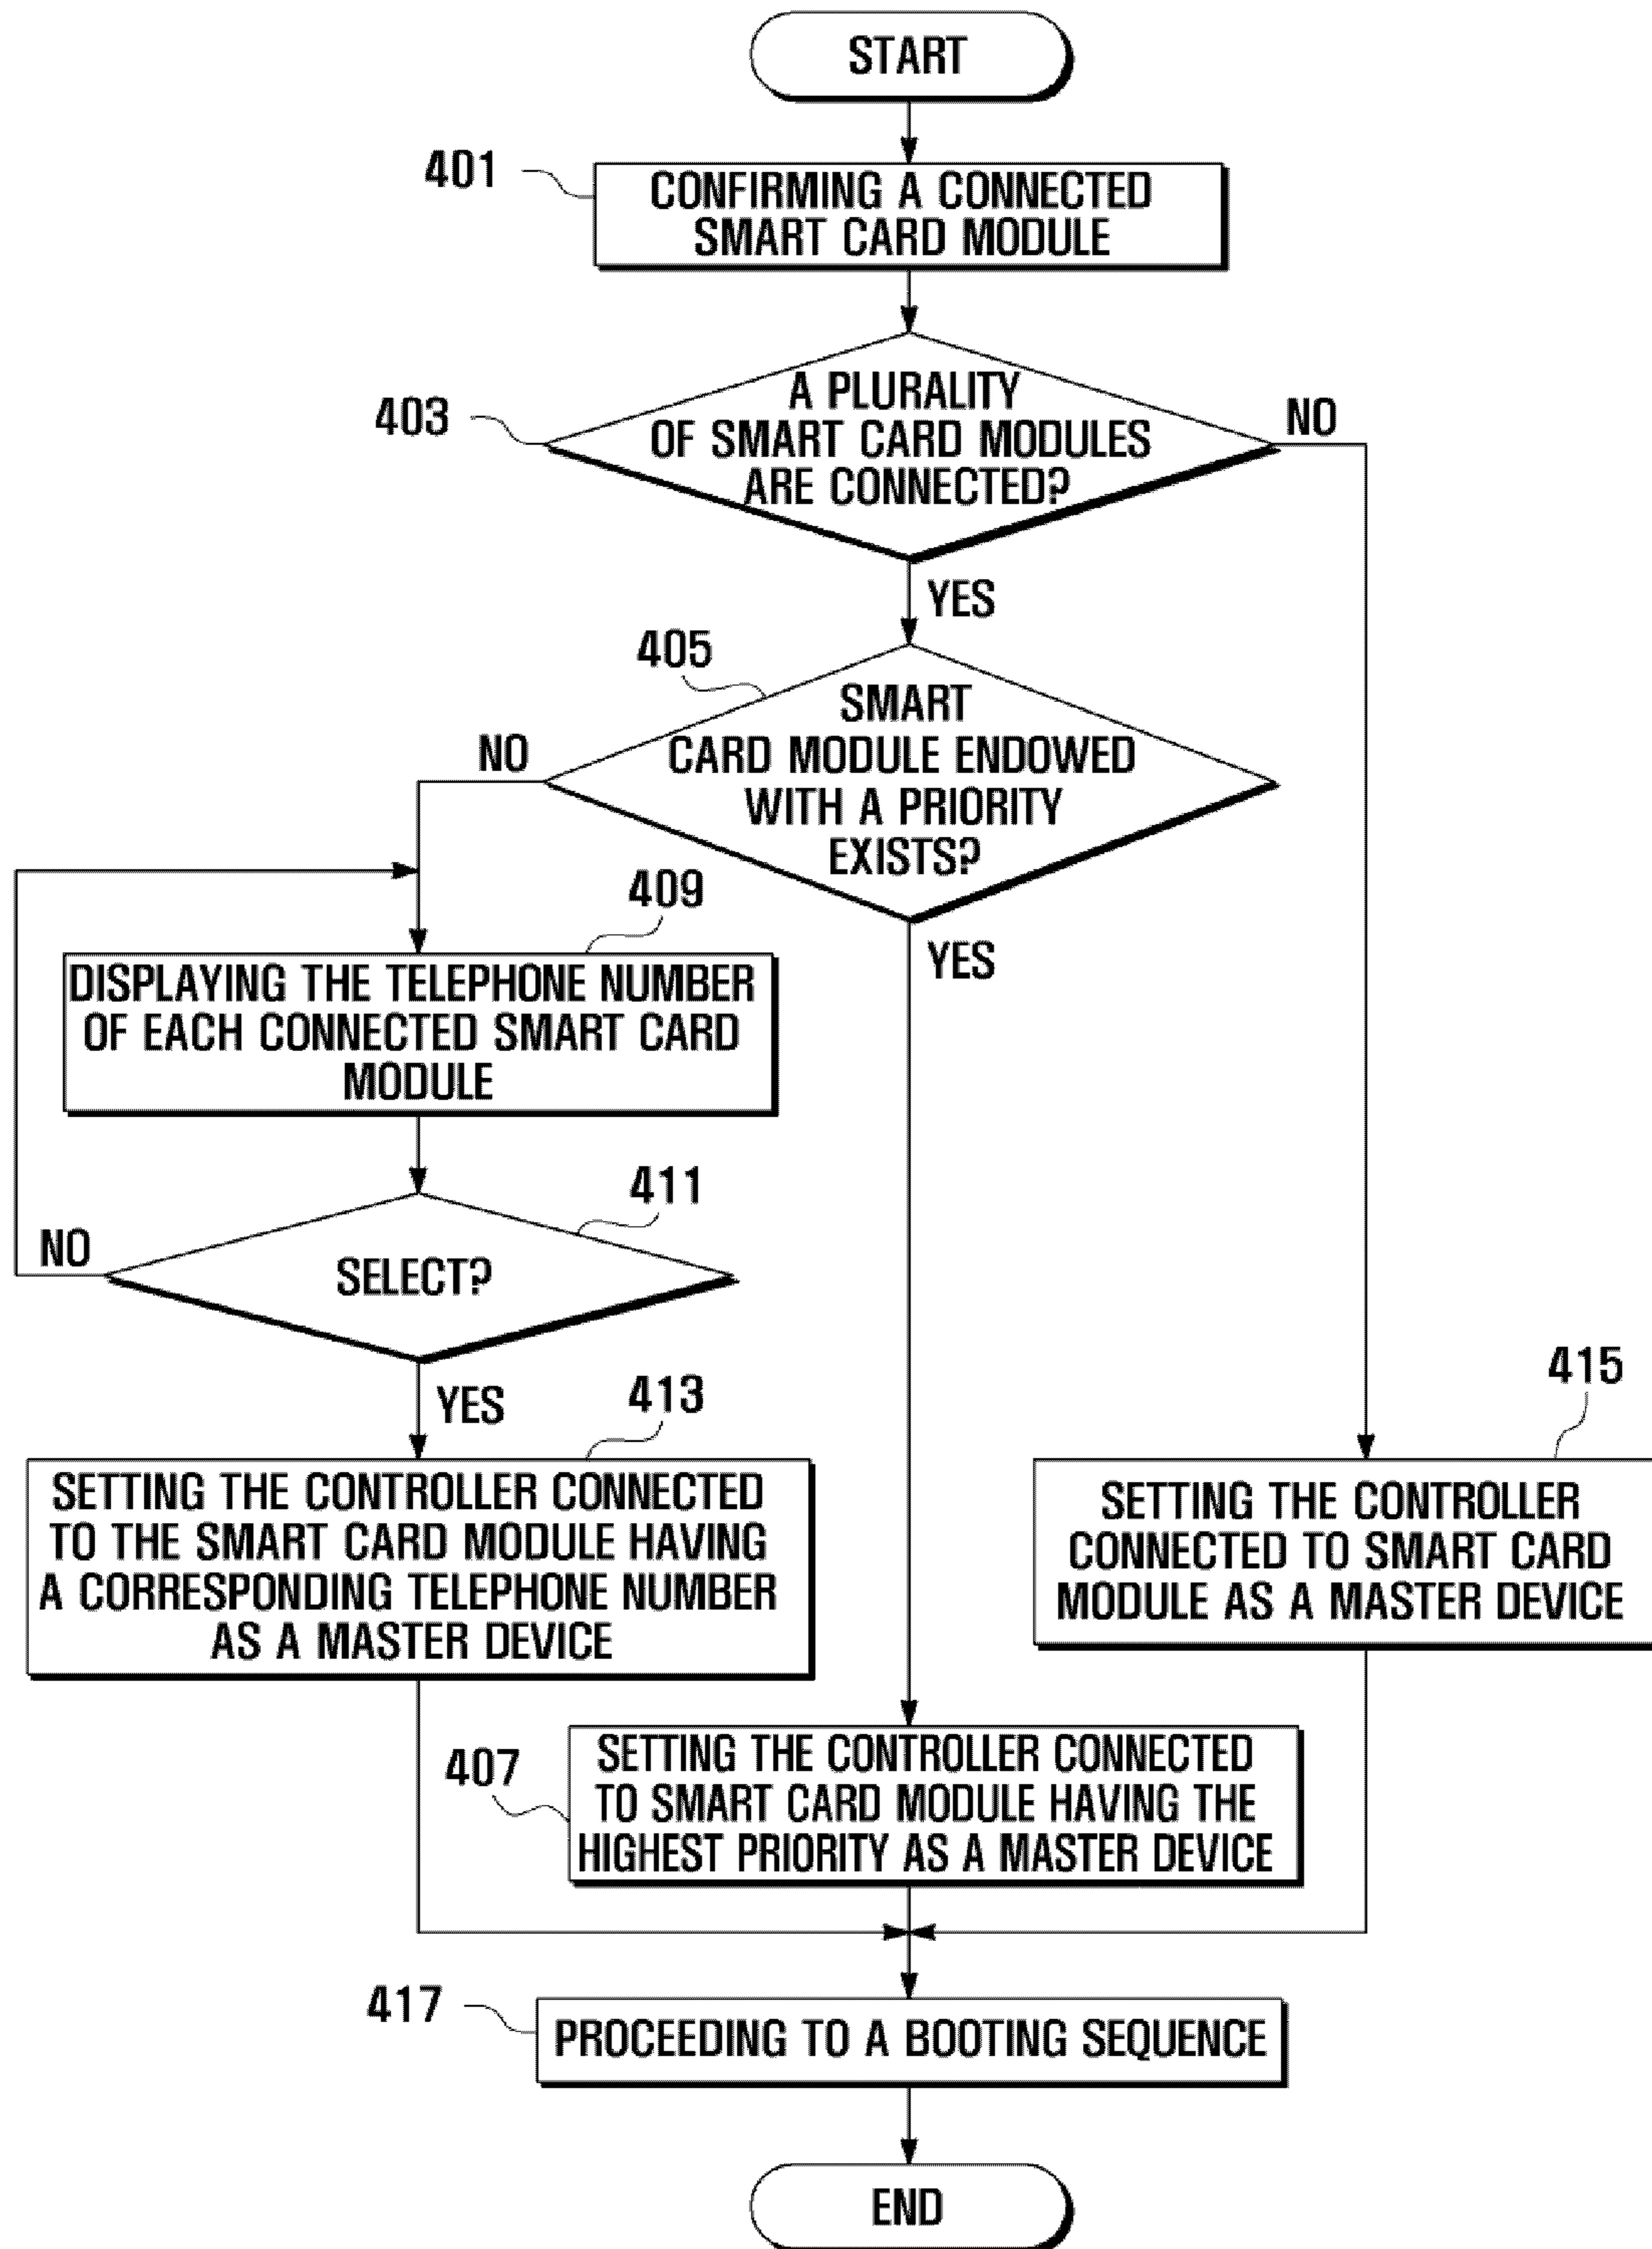 START
401
CONFIRMING A CONNECTED
SMART CARD MODULE
403
A PLURALITY
OF SMART CARD MODULES
ARE CONNECTED?
NO
YES
405
SMART
CARD MODULE ENDOWED
WITH A PRIORITY
EXISTS?
NO
YES
409
DISPLAYING THE TELEPHONE NUMBER
OF EACH CONNECTED SMART CARD
MODULE
411
SELECT?
NO
YES
413
SETTING THE CONTROLLER CONNECTED
TO THE SMART CARD MODULE HAVING
A CORRESPONDING TELEPHONE NUMBER
AS A MASTER DEVICE
415
SETTING THE CONTROLLER
CONNECTED TO SMART CARD
MODULE AS A MASTER DEVICE
407
SETTING THE CONTROLLER CONNECTED
TO SMART CARD MODULE HAVING THE
HIGHEST PRIORITY AS A MASTER DEVICE
417
PROCEEDING TO A BOOTING SEQUENCE
END